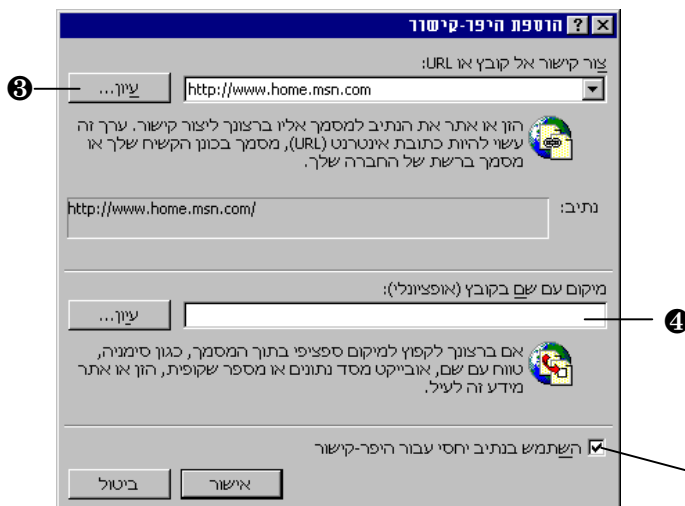 הוספת היפר-קישור
צור קישור אל קובץ או URL:
http://www.home.msn.com
עיון...
❸
הזן או אתר את הנתיב למסמך אליו ברצונך ליצור קישור. ערך זה
עשוי להיות כתובת אינטרנט (URL), מסמך בכונן הקשיח שלך או
מסמך ברשת של החברה שלך.
נתיב:
http://www.home.msn.com/
מיקום עם שם בקובץ (אופציונלי):
עיון...
❹
אם ברצונך לקפוץ למיקום ספציפי בתוך המסמך, כגון סימניה,
טווח עם שם, אובייקט מסד נתונים או מספר שקופית, הזן או אתר
מידע זה לעיל.
השתמש בנתיב יחסי עבור היפר-קישור
אישור
ביטול